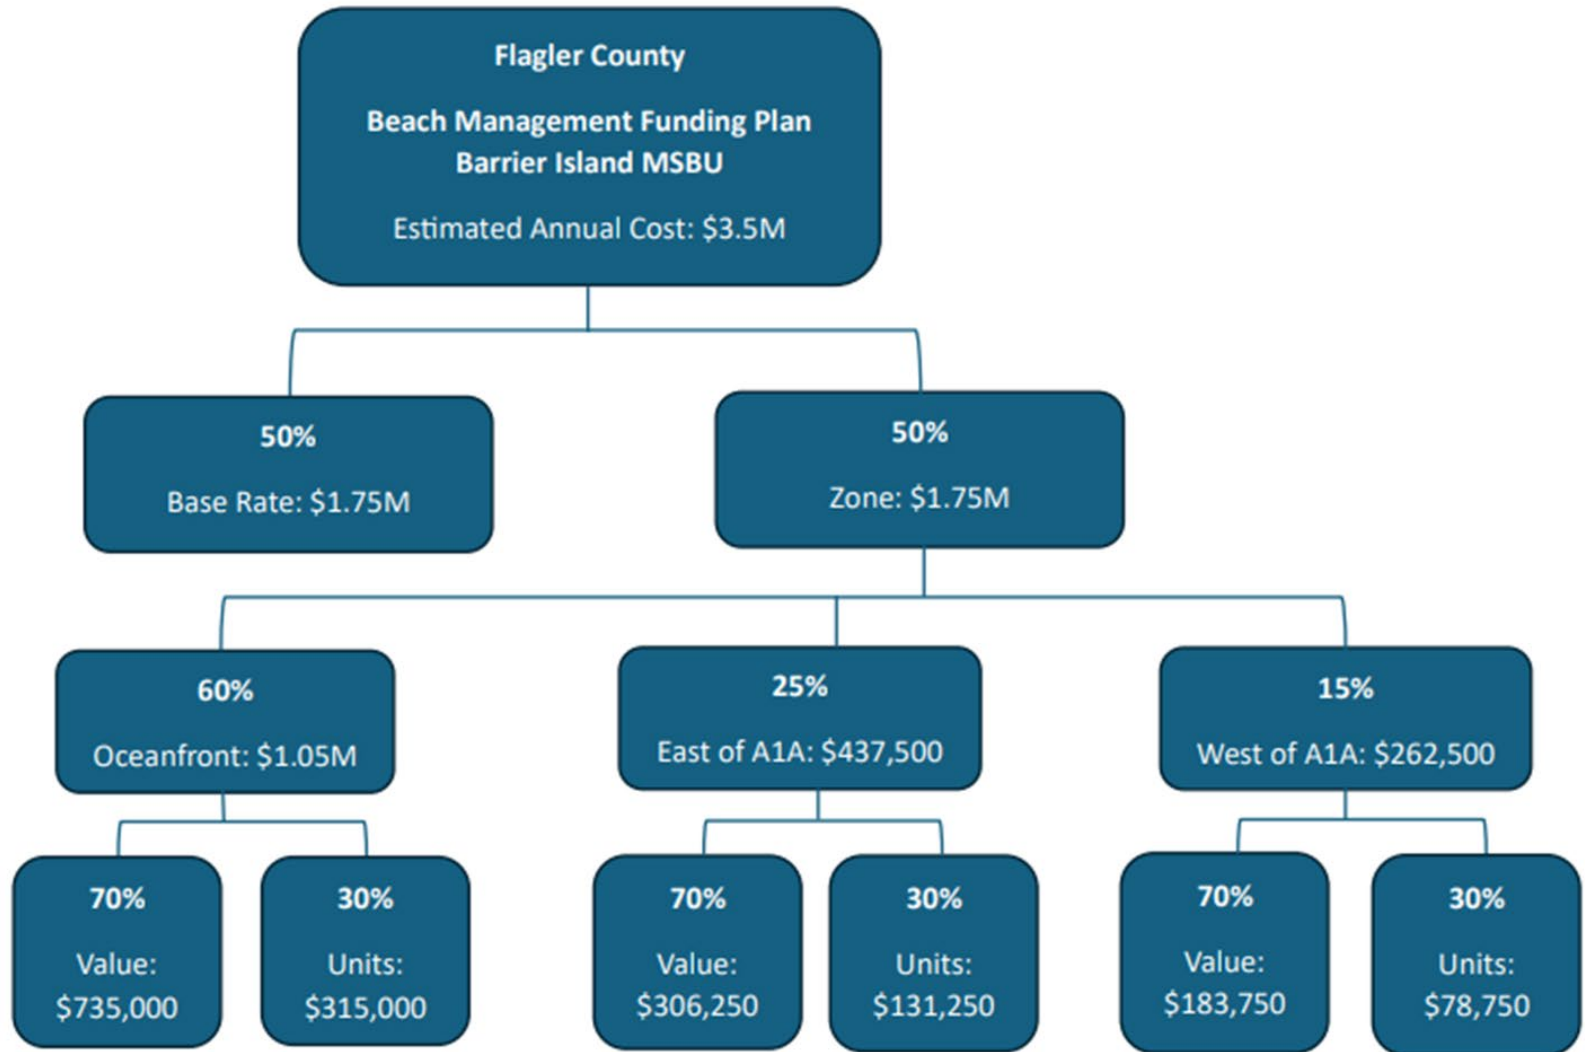 Flagler County
Beach Management Funding Plan
Barrier Island MSBU
Estimated Annual Cost: $3.5M
50%
Base Rate: $1.75M
50%
Zone: $1.75M
60%
Oceanfront: $1.05M
25%
East of A1A: $437,500
15%
West of A1A: $262,500
70%
Value:
$735,000
30%
Units:
$315,000
70%
Value:
$306,250
30%
Units:
$131,250
70%
Value:
$183,750
30%
Units:
$78,750